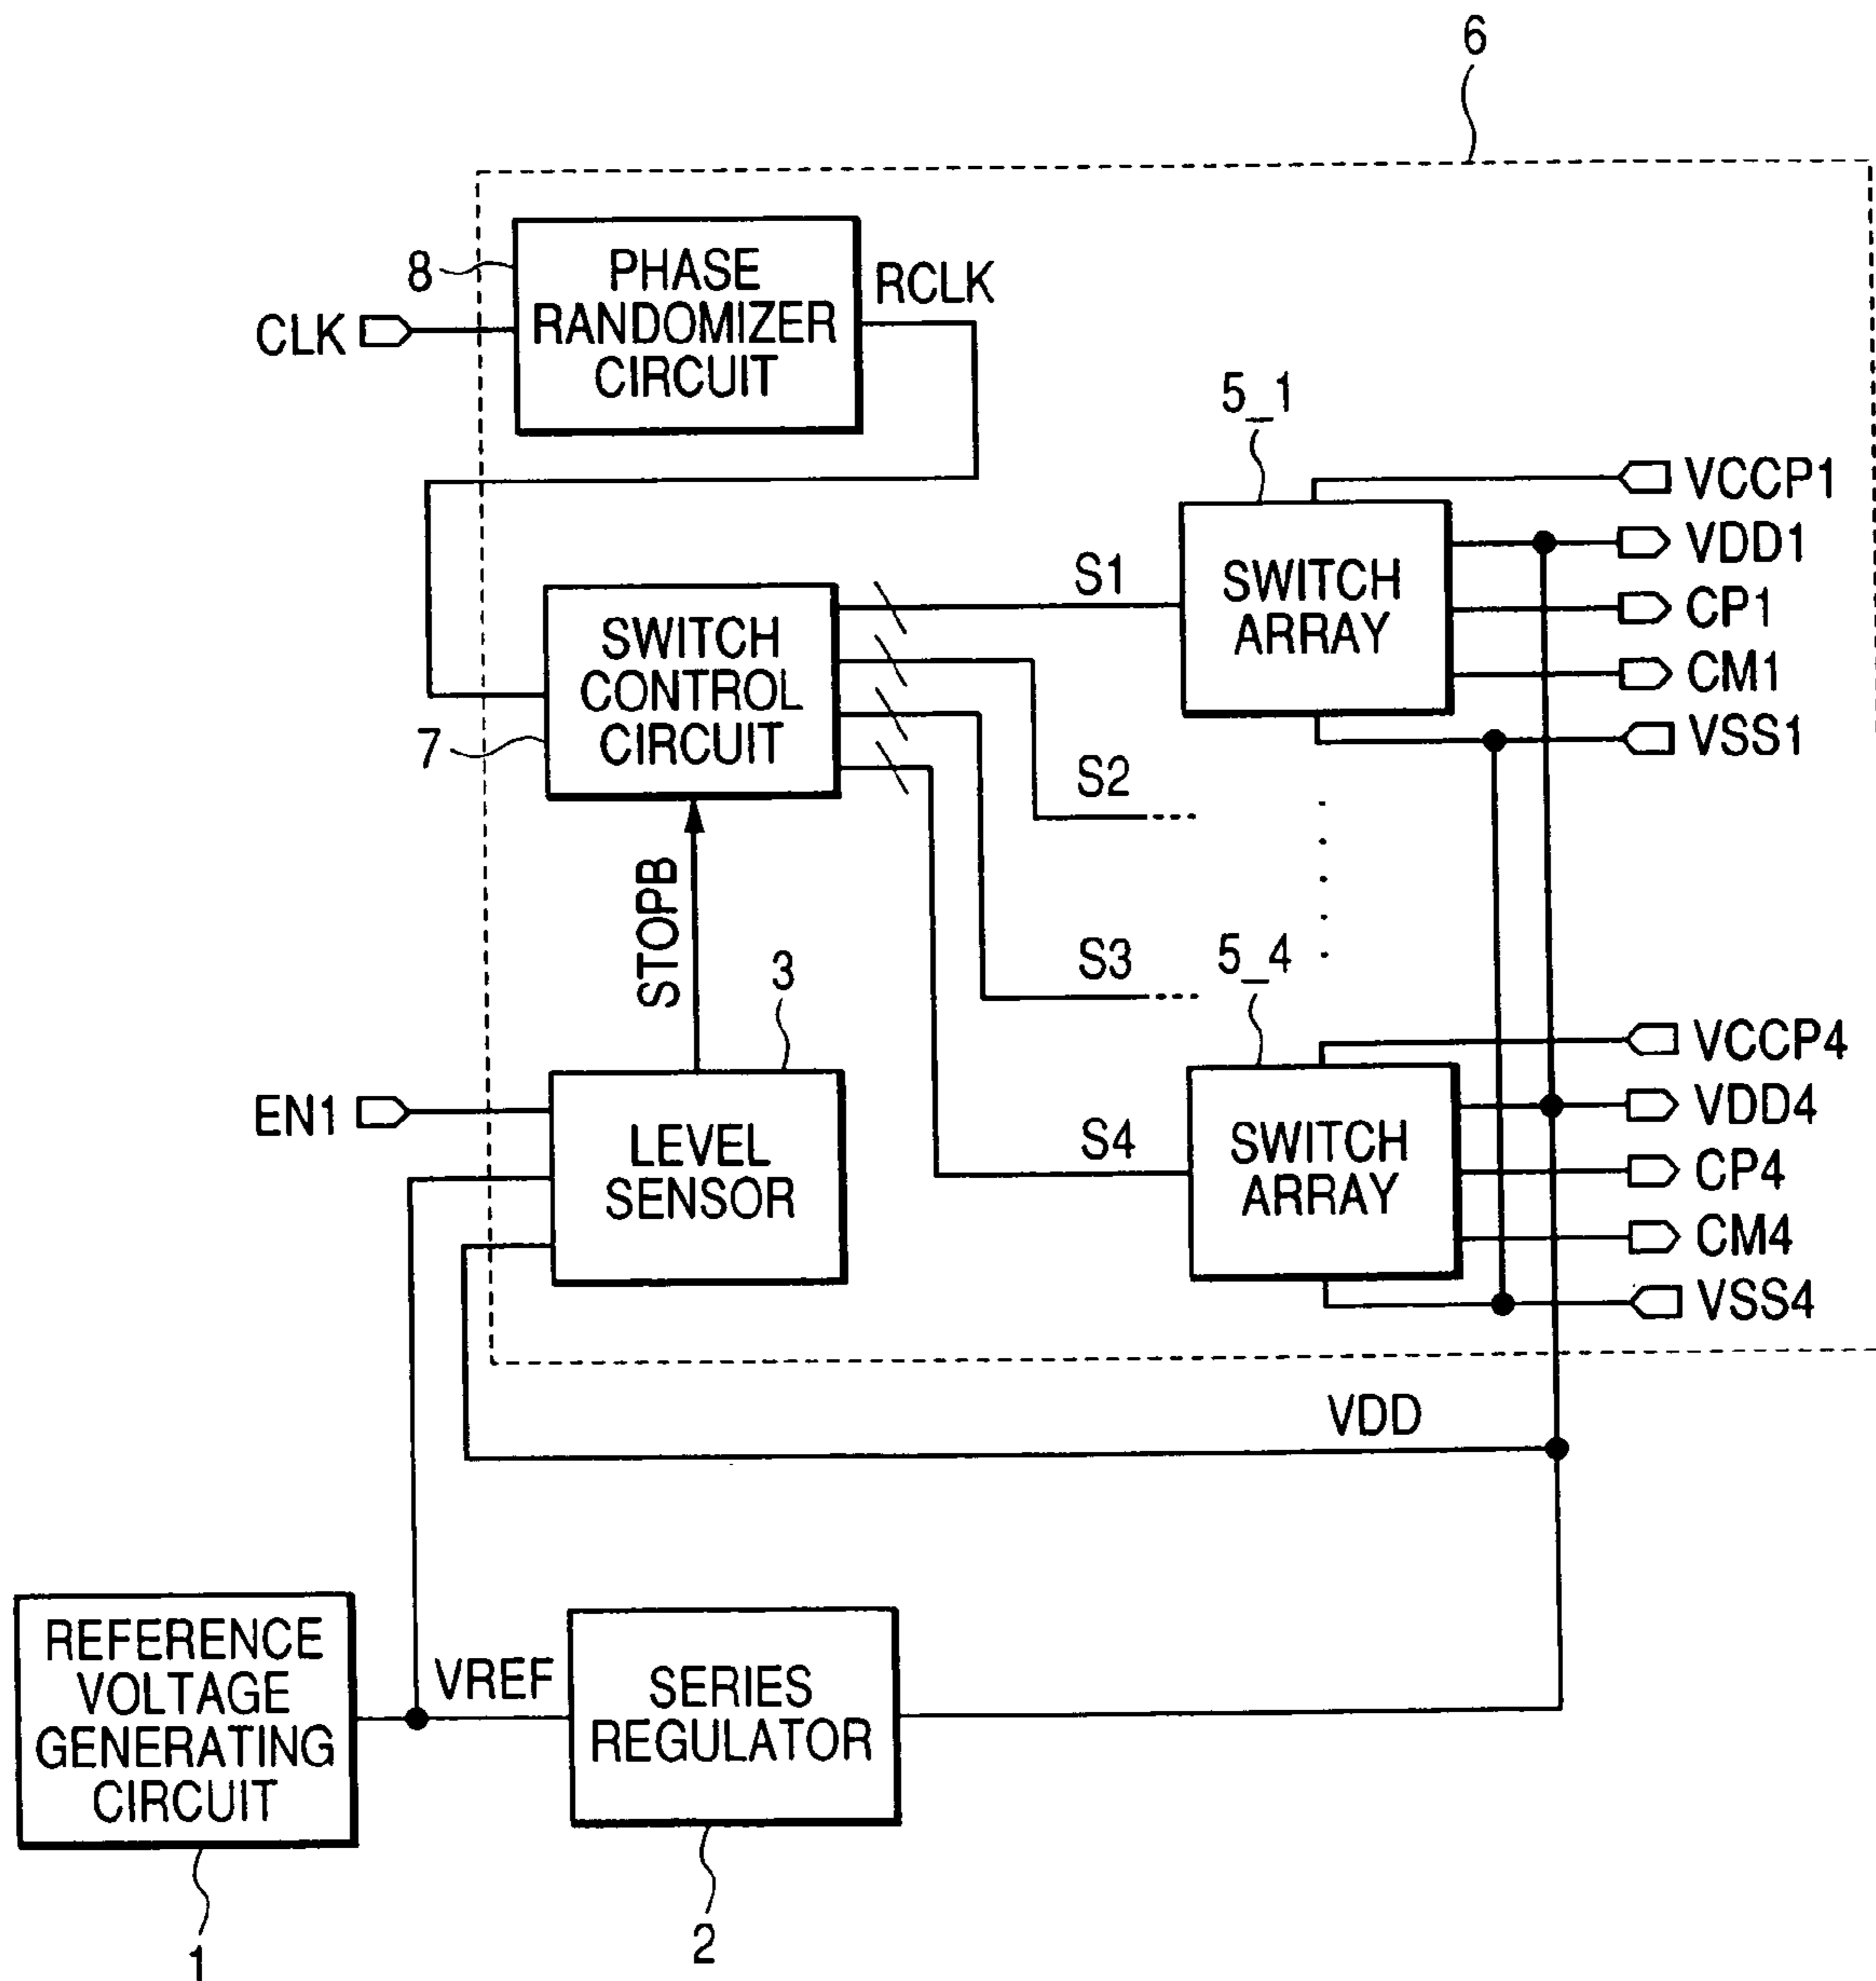 6
8
PHASE
RANDOMIZER
CIRCUIT
RCLK
CLK
5_1
VCCP1
VDD1
CP1
CM1
VSS1
SWITCH
ARRAY
S1
S2
S3
S4
SWITCH
CONTROL
CIRCUIT
7
STOPB
3
5_4
EN1
LEVEL
SENSOR
SWITCH
ARRAY
VCCP4
VDD4
CP4
CM4
VSS4
VDD
REFERENCE
VOLTAGE
GENERATING
CIRCUIT
VREF
SERIES
REGULATOR
1
2